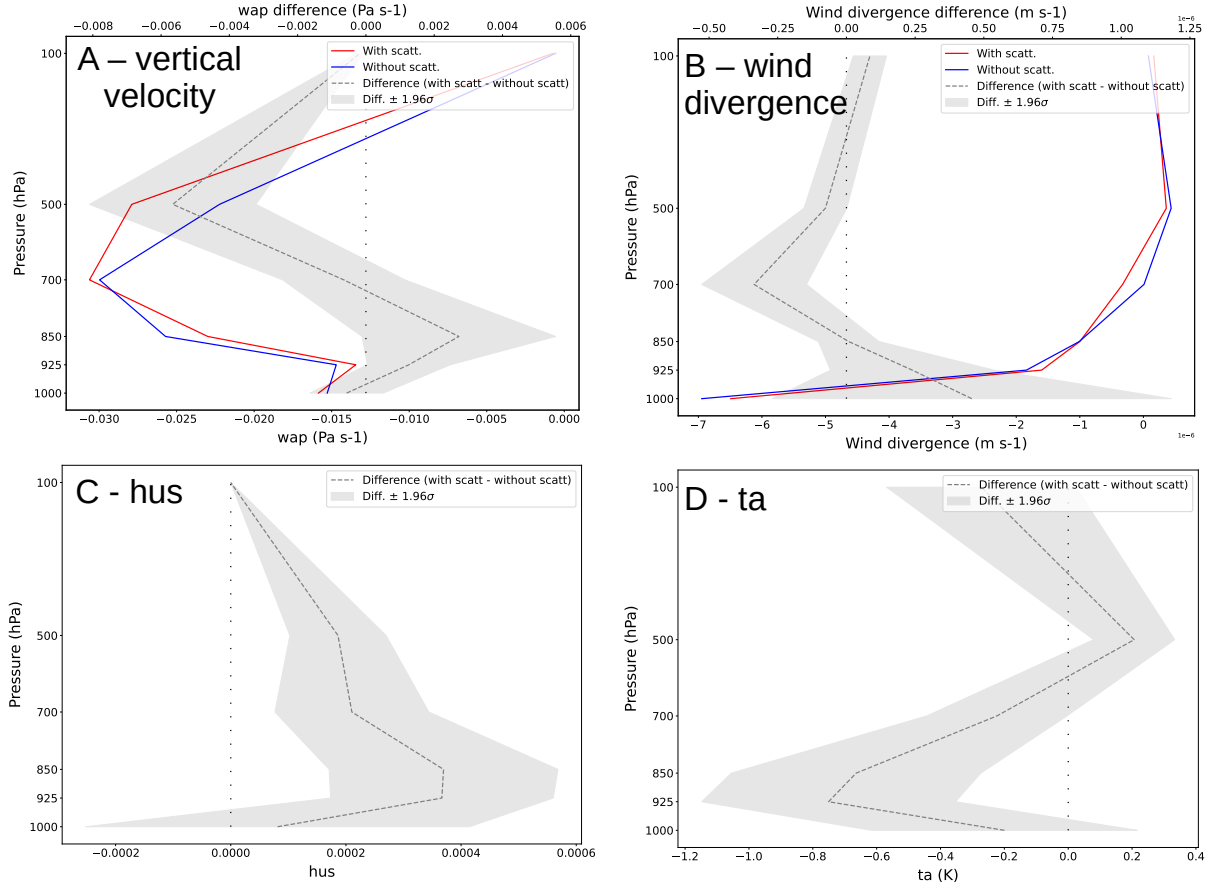 wap difference (Pa s-1)
−0.008 −0.006 −0.004 −0.002 0.000 0.002 0.004 0.006
A – vertical
velocity
With scatt.
Without scatt.
Difference (with scatt - without scatt)
Diff. ± 1.96σ
Pressure (hPa)
100
500
700
850
925
1000
−0.030 −0.025 −0.020 −0.015 −0.010 −0.005 0.000
wap (Pa s-1)
Wind divergence difference (m s-1)
−0.50 −0.25 0.00 0.25 0.50 0.75 1.00 1.25
1e−6
B – wind
divergence
With scatt.
Without scatt.
Difference (with scatt - without scatt)
Diff. ± 1.96σ
Pressure (hPa)
100
500
700
850
925
1000
−7 −6 −5 −4 −3 −2 −1 0
1e−6
Wind divergence (m s-1)
C - hus
Difference (with scatt - without scatt)
Diff. ± 1.96σ
Pressure (hPa)
100
500
700
850
925
1000
−0.0002 0.0000 0.0002 0.0004 0.0006
hus
D - ta
Difference (with scatt - without scatt)
Diff. ± 1.96σ
Pressure (hPa)
100
500
700
850
925
1000
−1.2 −1.0 −0.8 −0.6 −0.4 −0.2 0.0 0.2 0.4
ta (K)